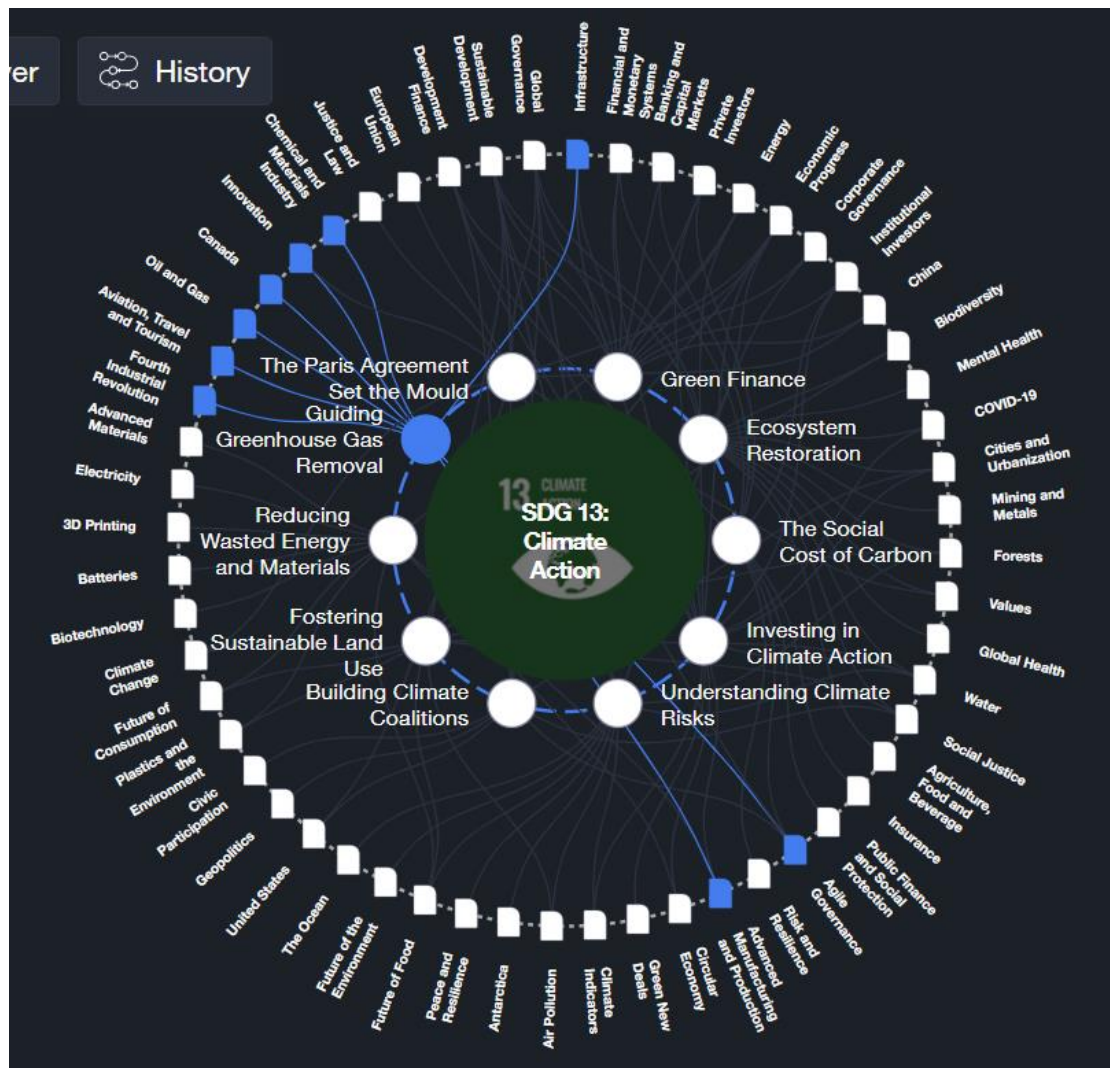 ver
History
Infrastructure
Financial and
Monetary
Systems
Banking and
Capital
Markets
Private
Investors
Energy
Economic
Progress
Corporate
Governance
Institutional
Investors
China
Biodiversity
Mental Health
COVID-19
Cities and
Urbanization
Mining and
Metals
Forests
Values
Global Health
Water
Social Justice
Agriculture,
Food and
Beverage
Insurance
Public Finance
and Social
Protection
Agile
Governance
Risk and
Resilience
Advanced
Manufacturing
and Production
Circular
Economy
Green New
Deals
Climate
Indicators
Air Pollution
Antarctica
Peace and
Resilience
Future of Food
Future of the
Environment
The Ocean
United States
Geopolitics
Civic
Participation
Plastics and
the
Environment
Future of
Consumption
Climate
Change
Biotechnology
Batteries
3D Printing
Electricity
Advanced
Materials
Fourth
Industrial
Revolution
Aviation, Travel
and Tourism
Oil and Gas
Canada
Innovation
Chemical and
Materials
Industry
Justice and
Law
European
Union
Development
Finance
Sustainable
Development
Global
Governance
The Paris Agreement
Set the Mould
Green Finance
Ecosystem
Restoration
The Social
Cost of Carbon
Investing in
Climate Action
Understanding Climate
Risks
Building Climate
Coalitions
Fostering
Sustainable Land
Use
Reducing
Wasted Energy
and Materials
Guiding
Greenhouse Gas
Removal
13 CLIMATE
SDG 13:
Climate
Action